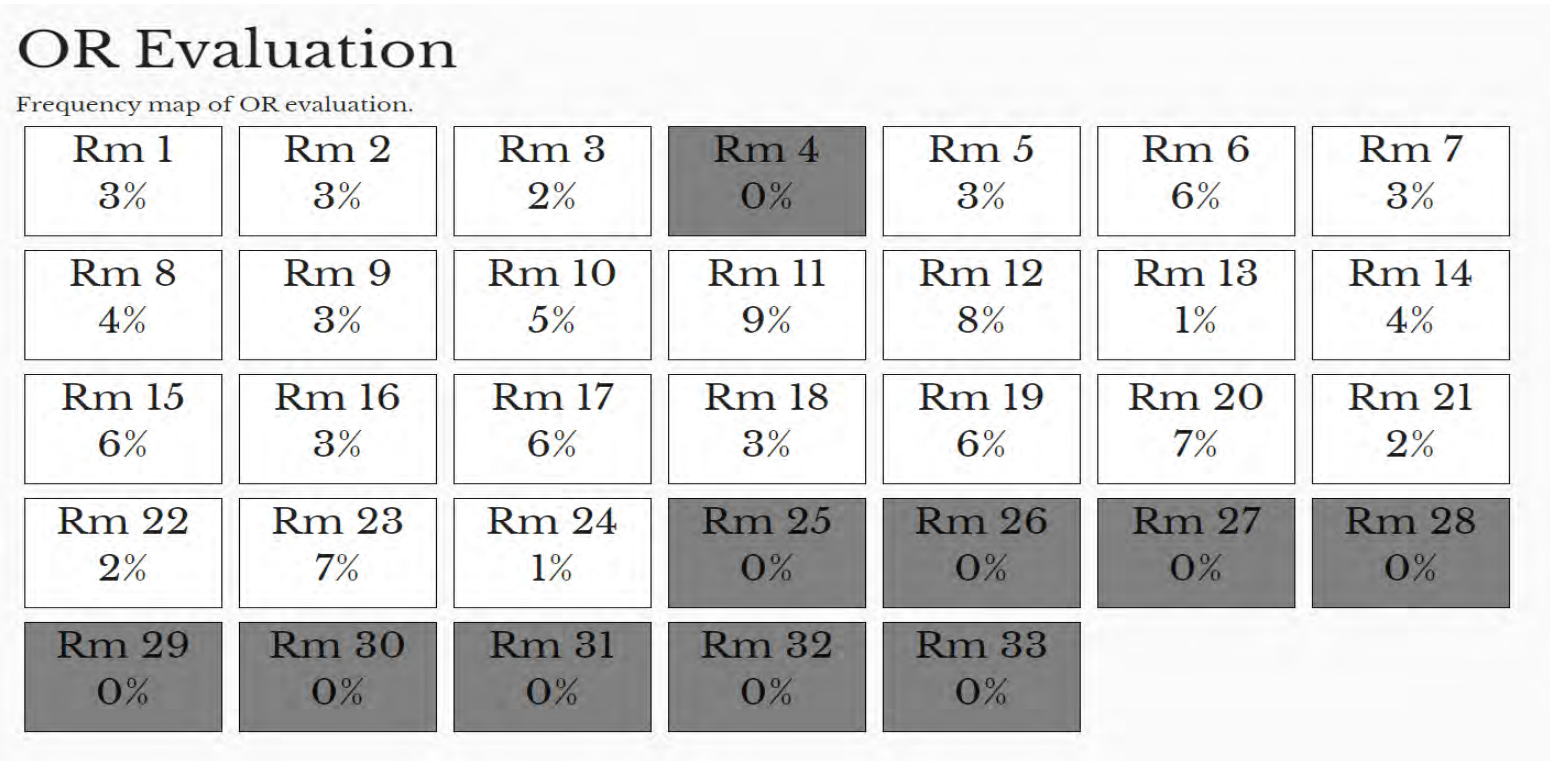 OR Evaluation
Frequency map of OR evaluation.
Rm 1 Rm 2 Rm 3 Rm 4 Rm 5 Rm 6 Rm 7
3% 3% 2% 0% 3% 6% 3%
Rm 8 Rm 9 Rm 10 Rm 11 Rm 12 Rm 13 Rm 14
4% 3% 5% 9% 8% 1% 4%
Rm 15 Rm 16 Rm 17 Rm 18 Rm 19 Rm 20 Rm 21
6% 3% 6% 3% 6% 7% 2%
Rm 22 Rm 23 Rm 24 Rm 25 Rm 26 Rm 27 Rm 28
2% 7% 1% 0% 0% 0% 0%
Rm 29 Rm 30 Rm 31 Rm 32 Rm 33
0% 0% 0% 0% 0%